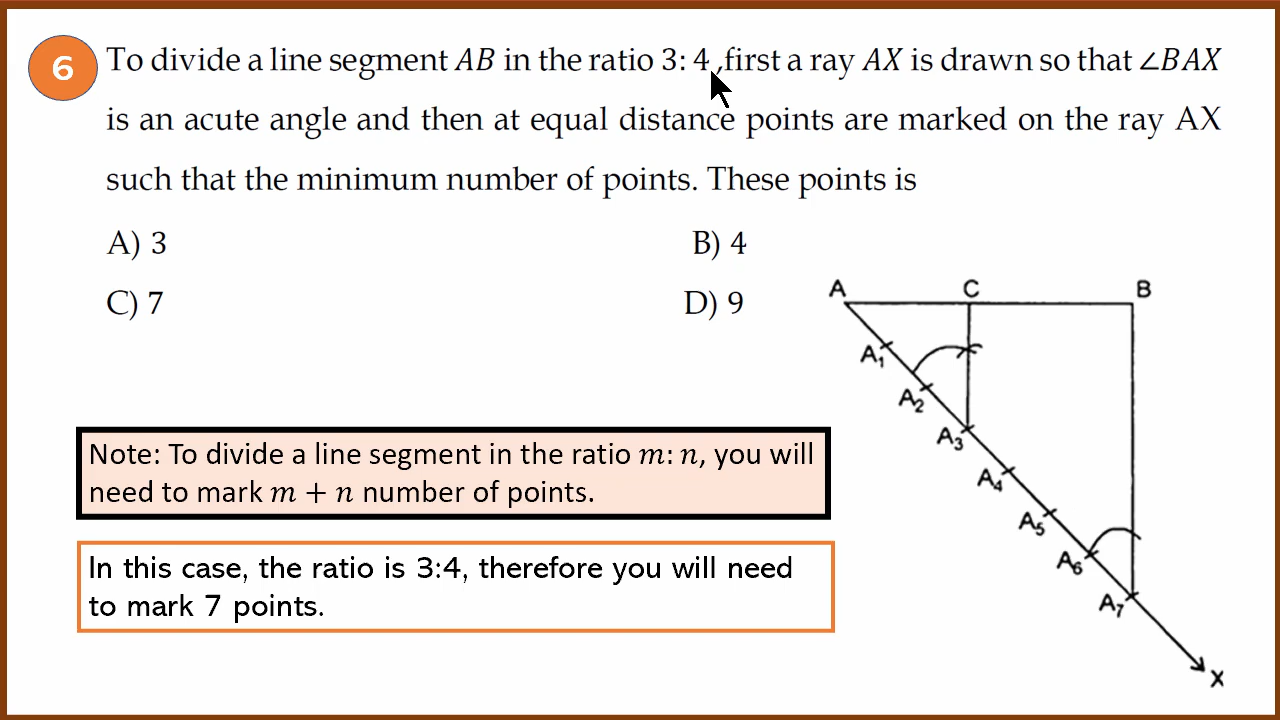 6
To divide a line segment AB in the ratio 3: 4 ,first a ray AX is drawn so that ∠BAX
is an acute angle and then at equal distance points are marked on the ray AX
such that the minimum number of points. These points is
A) 3
B) 4
C) 7
D) 9
A C B
A₁
A₂
A₃
A₄
A₅
A₆
A₇
X
Note: To divide a line segment in the ratio m: n, you will
need to mark m + n number of points.
In this case, the ratio is 3:4, therefore you will need
to mark 7 points.